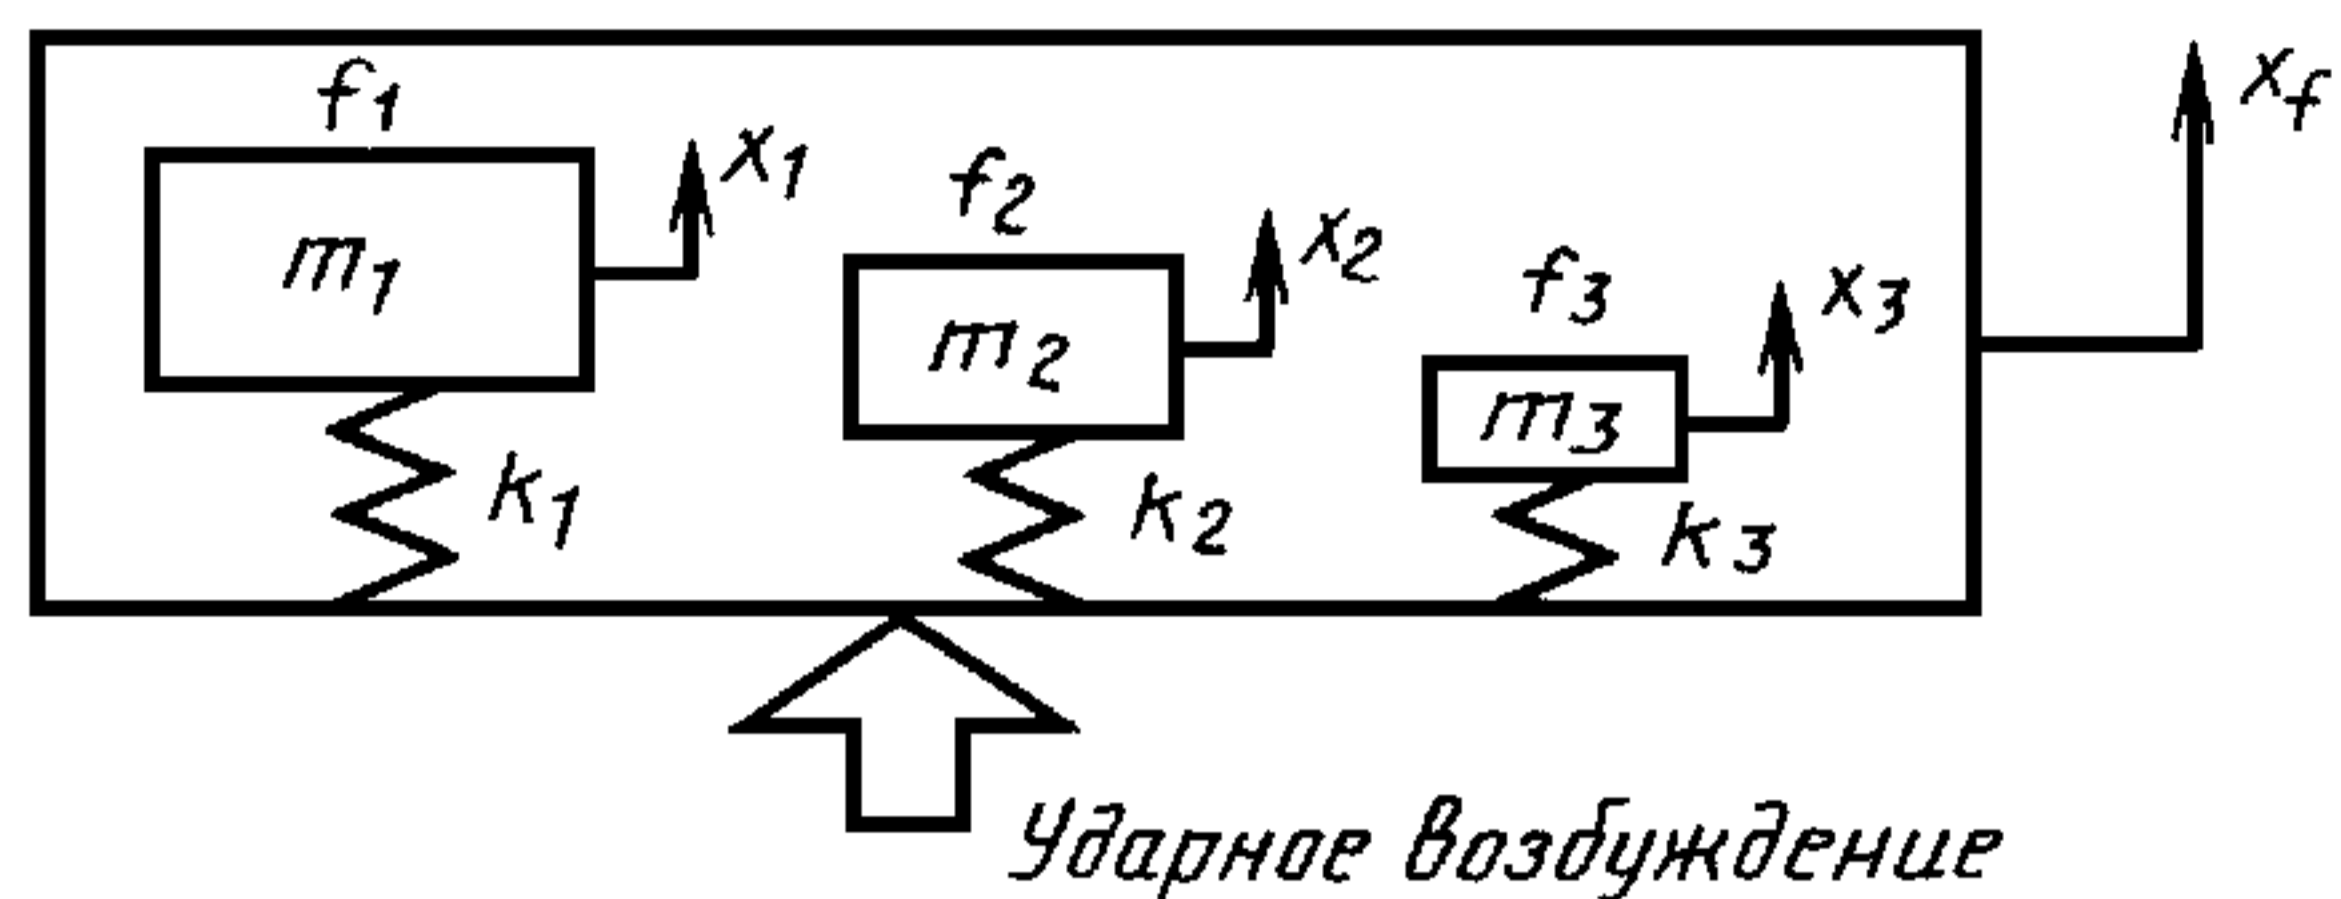 f1
x1
xf
f2
x2
m1
f3
x3
m2
m3
k1
k2
k3
Ударное возбуждение